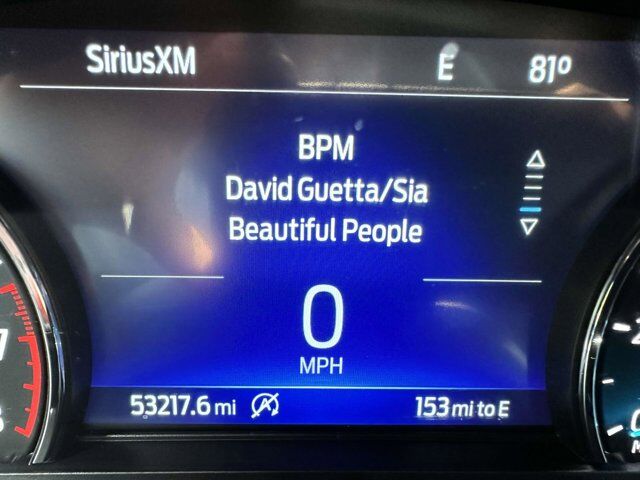 SiriusXM E 81°
BPM
David Guetta/Sia
Beautiful People
0
MPH
53217.6 mi 153 mi to E